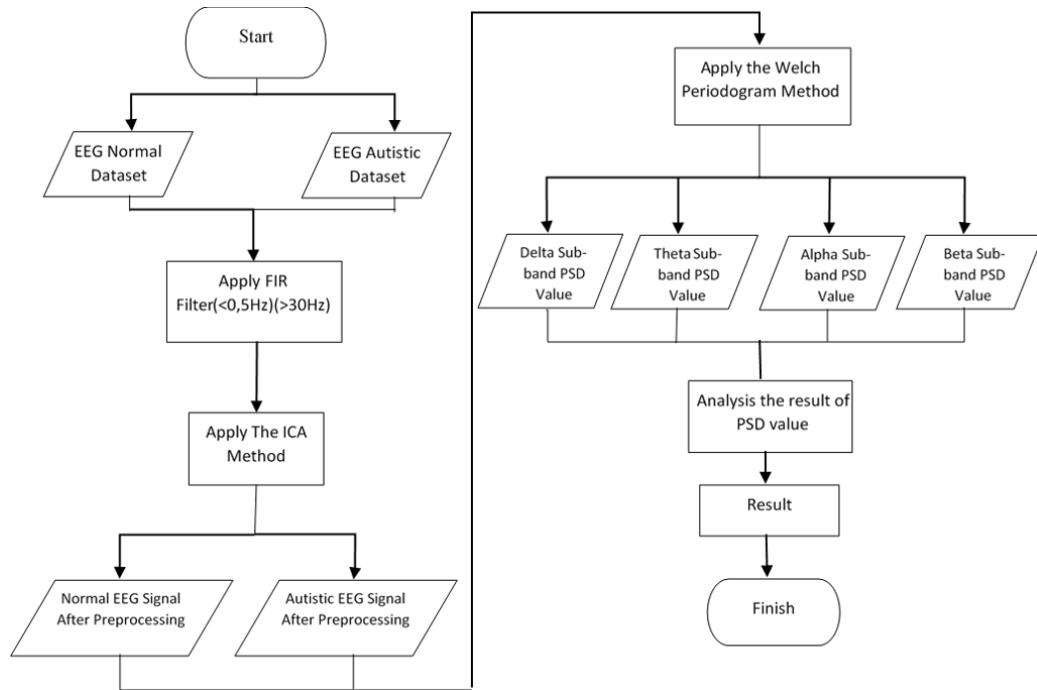 Start
EEG Normal
Dataset
EEG Autistic
Dataset
Apply FIR
Filter(<0,5Hz)(>30Hz)
Apply The ICA
Method
Normal EEG Signal
After Preprocessing
Autistic EEG Signal
After Preprocessing
Apply the Welch
Periodogram Method
Delta Sub-
band PSD
Value
Theta Sub-
band PSD
Value
Alpha Sub-
band PSD
Value
Beta Sub-
band PSD
Value
Analysis the result of
PSD value
Result
Finish